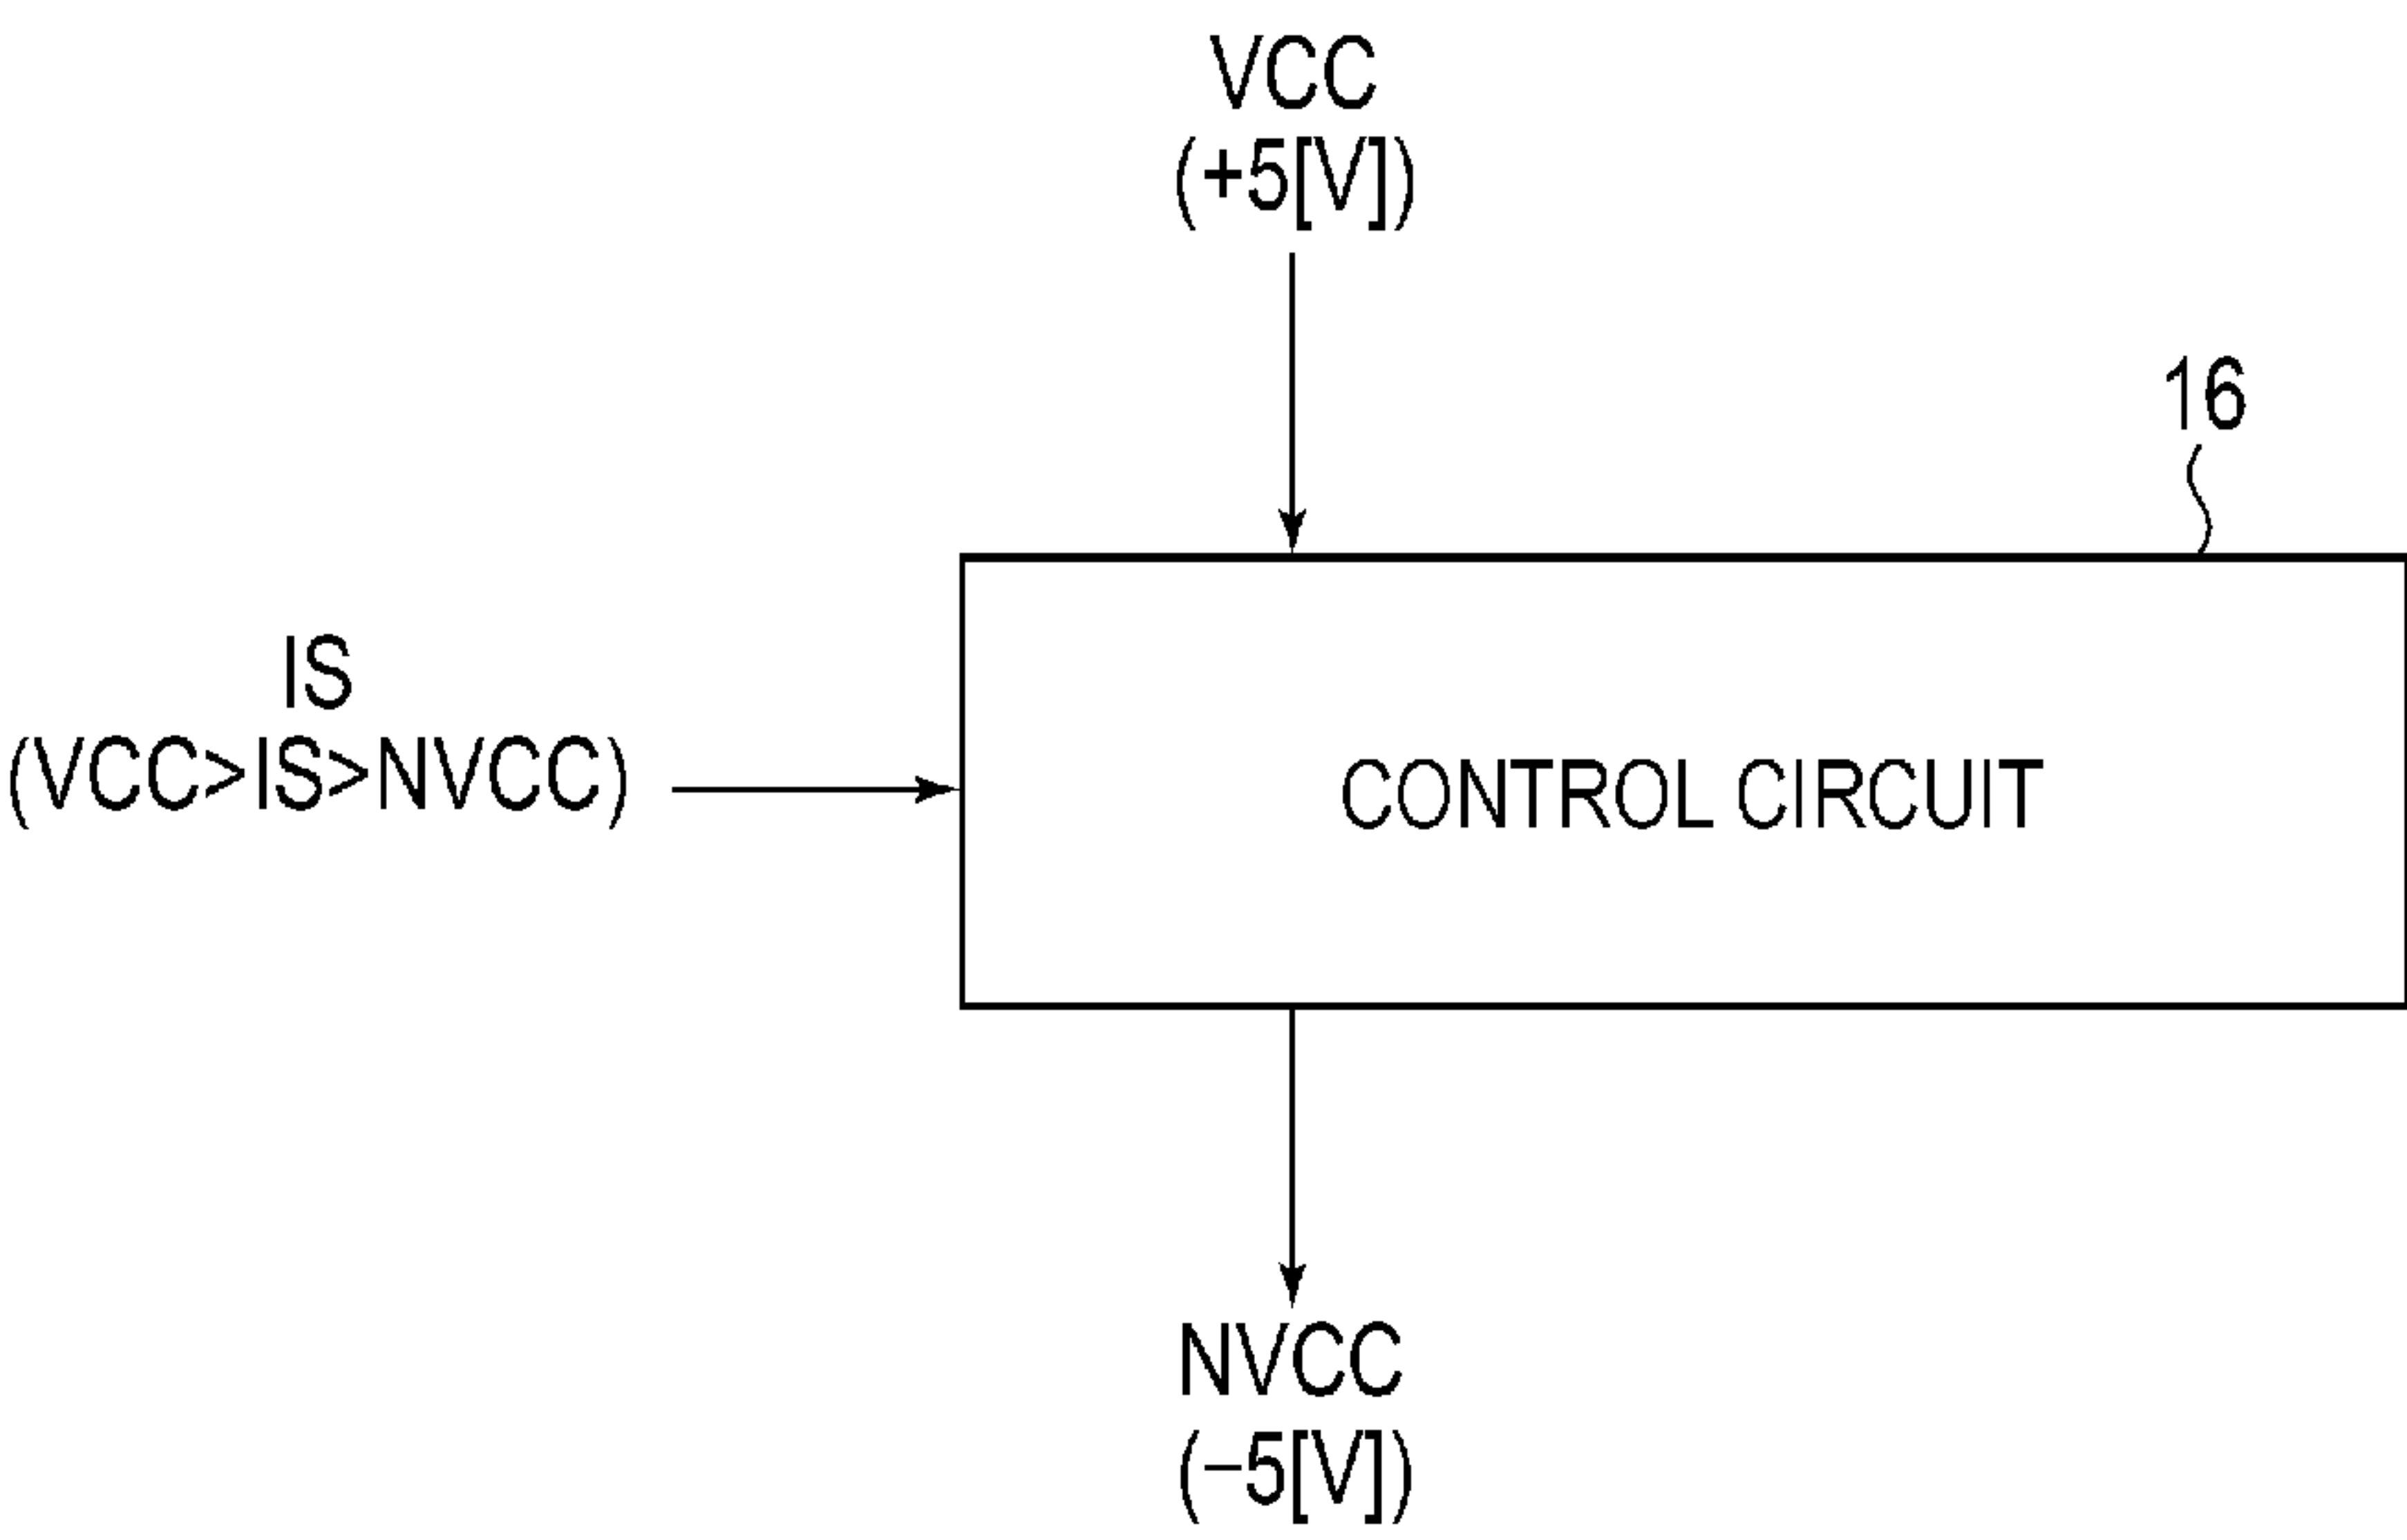 VCC
(+5[V])
16
IS
(VCC>IS>NVCC)
CONTROL CIRCUIT
NVCC
(−5[V])